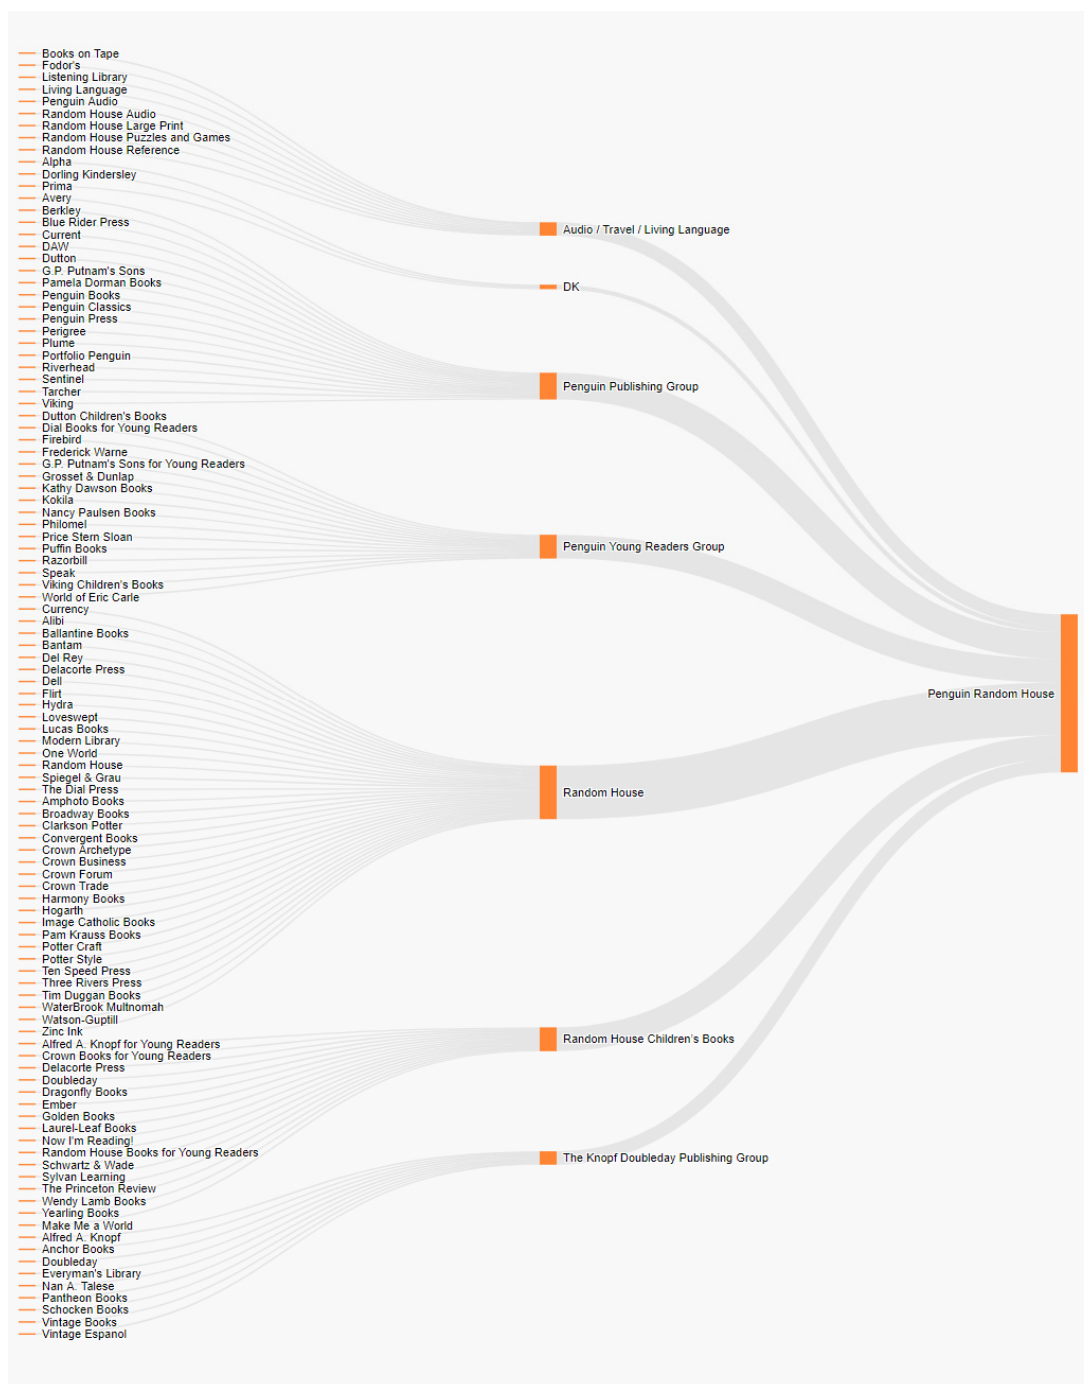 Books on Tape
Fodor's
Listening Library
Living Language
Penguin Audio
Random House Audio
Random House Large Print
Random House Puzzles and Games
Random House Reference
Alpha
Dorling Kindersley
Prima
Avery
Berkley
Blue Rider Press
Current
DAW
Dutton
G.P. Putnam's Sons
Pamela Dorman Books
Penguin Books
Penguin Classics
Penguin Press
Perigree
Plume
Portfolio Penguin
Riverhead
Sentinel
Tarcher
Viking
Dutton Children's Books
Dial Books for Young Readers
Firebird
Frederick Warne
G.P. Putnam's Sons for Young Readers
Grosset & Dunlap
Kathy Dawson Books
Kokila
Nancy Paulsen Books
Philomel
Price Stern Sloan
Puffin Books
Razorbill
Speak
Viking Children's Books
World of Eric Carle
Currency
Alibi
Ballantine Books
Bantam
Del Rey
Delacorte Press
Dell
Flirt
Hydra
Loveswept
Lucas Books
Modern Library
One World
Random House
Spiegel & Grau
The Dial Press
Amphoto Books
Broadway Books
Clarkson Potter
Convergent Books
Crown Archetype
Crown Business
Crown Forum
Crown Trade
Harmony Books
Hogarth
Image Catholic Books
Pam Krauss Books
Potter Craft
Potter Style
Ten Speed Press
Three Rivers Press
Tim Duggan Books
WaterBrook Multnomah
Watson-Guptill
Zinc Ink
Alfred A. Knopf for Young Readers
Crown Books for Young Readers
Delacorte Press
Doubleday
Dragonfly Books
Ember
Golden Books
Laurel-Leaf Books
Now I'm Reading!
Random House Books for Young Readers
Schwartz & Wade
Sylvan Learning
The Princeton Review
Wendy Lamb Books
Yearling Books
Make Me a World
Alfred A. Knopf
Anchor Books
Doubleday
Everyman's Library
Nan A. Talese
Pantheon Books
Schocken Books
Vintage Books
Vintage Espanol
Audio / Travel / Living Language
DK
Penguin Publishing Group
Penguin Young Readers Group
Random House
Random House Children's Books
The Knopf Doubleday Publishing Group
Penguin Random House